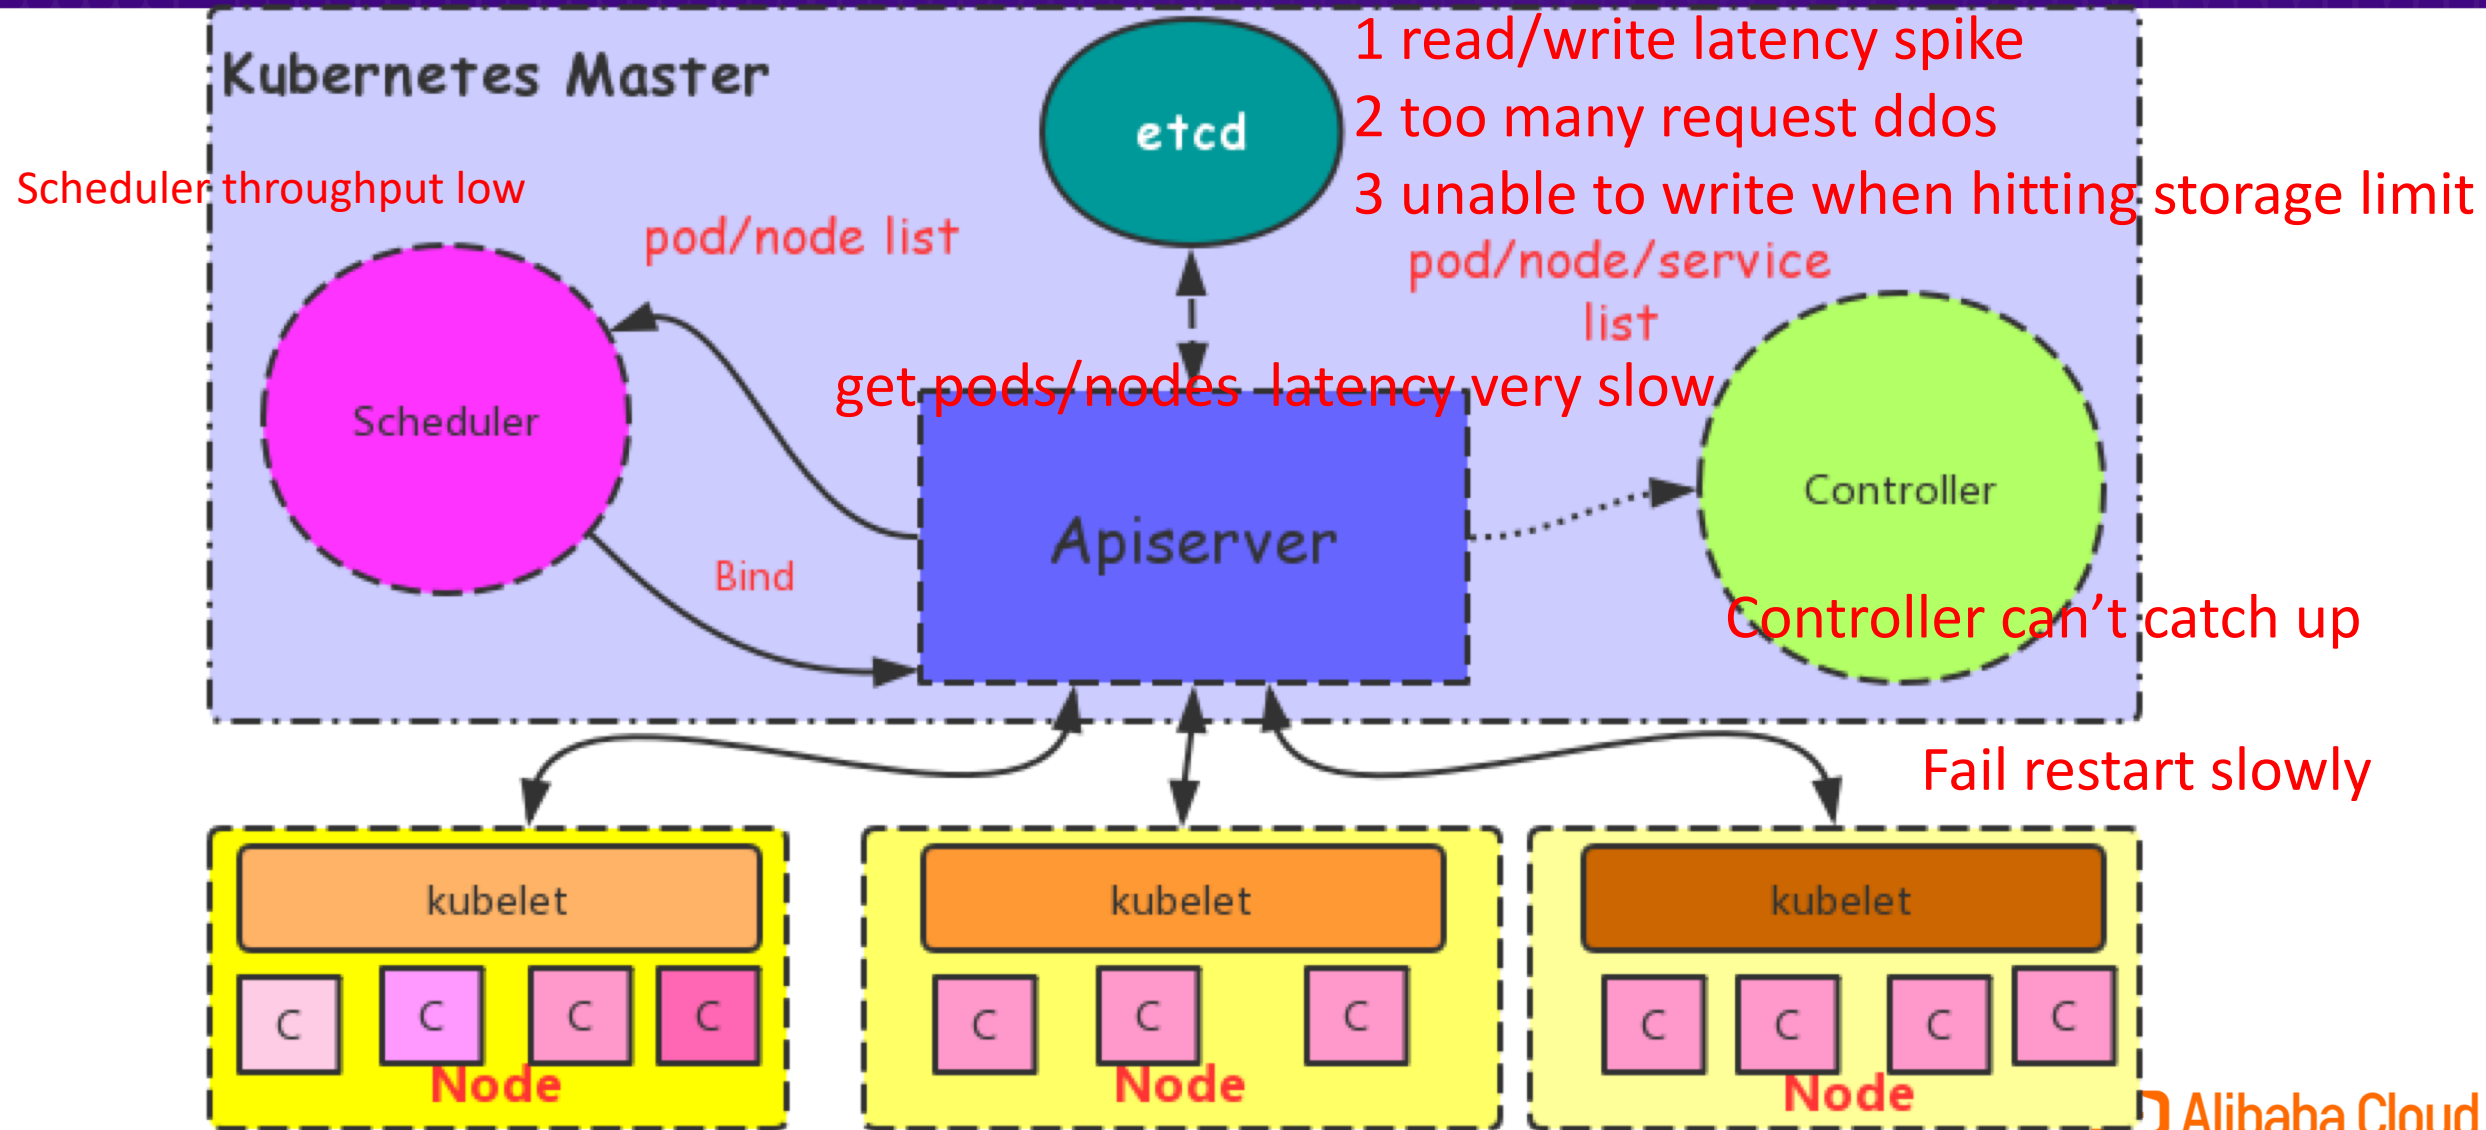 1 read/write latency spike
Kubernetes Master
2 too many request ddos
etcd
Scheduler throughput low
3 unable to write when hitting storage limit
pod/node list
pod/node/service
list
get pods/nodes latency very slow
Scheduler
Controller
Apiserver
Bind
Controller can't catch up
Fail restart slowly
kubelet
kubelet
kubelet
C C C C
C C C
C C C C
Node
Node
Node
Alibaba Cloud